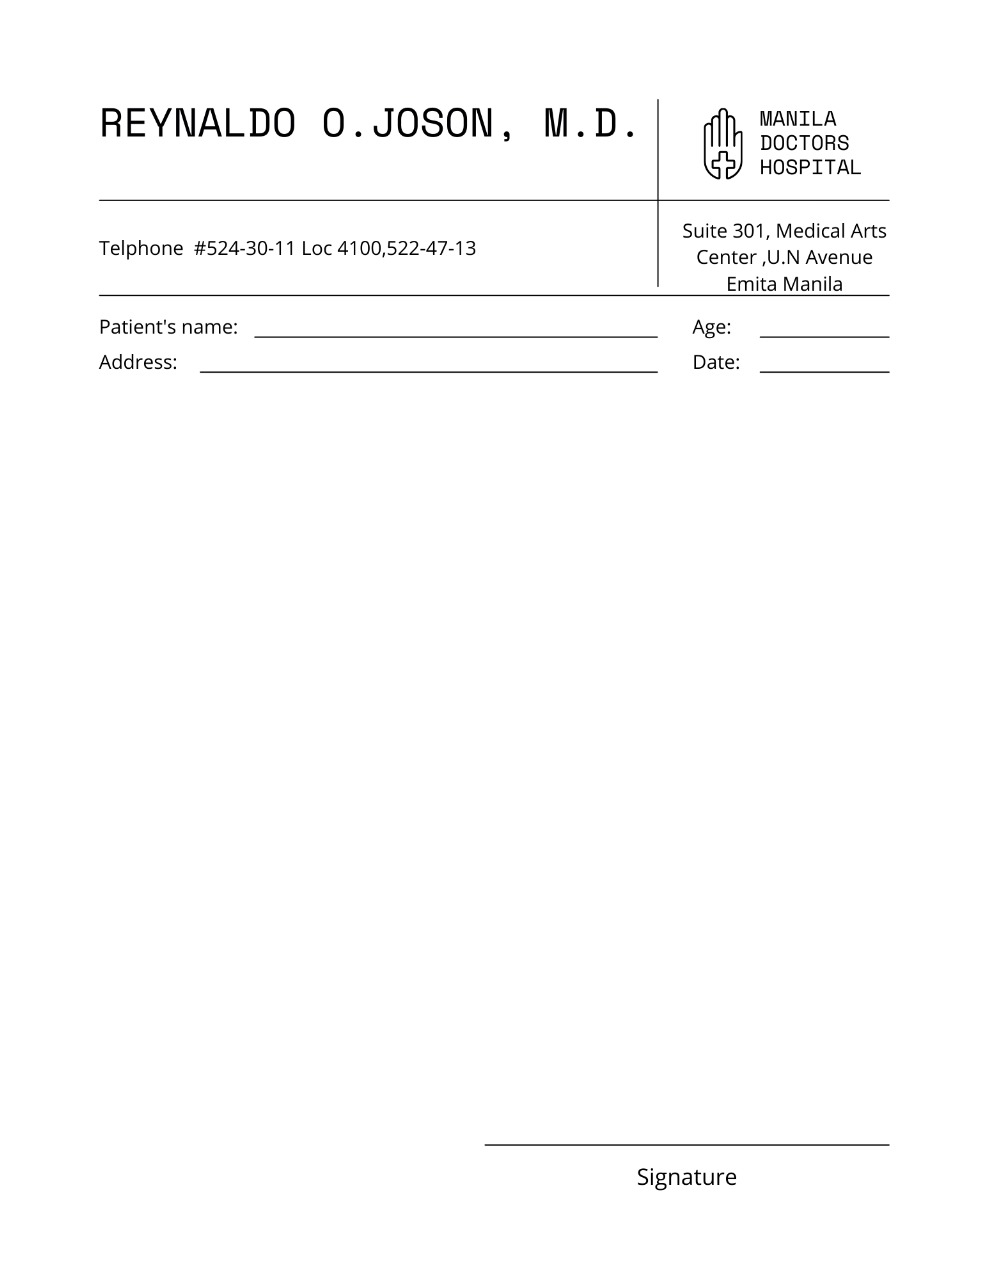 REYNALDO O.JOSON, M.D.
MANILA
DOCTORS
HOSPITAL
Telphone #524-30-11 Loc 4100,522-47-13
Suite 301, Medical Arts
Center ,U.N Avenue
Emita Manila
Patient's name:
Age:
Address:
Date:
Signature